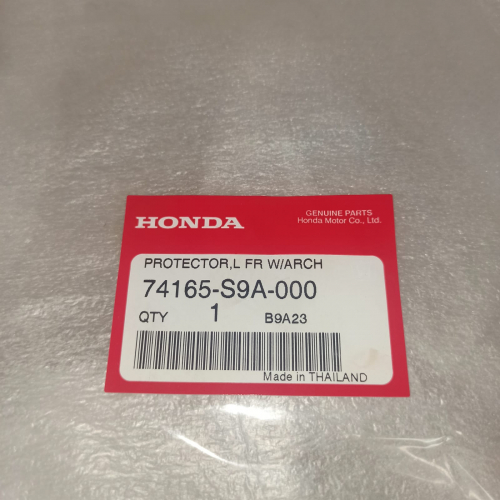 HONDA
GENUINE PARTS
Honda Motor Co., Ltd.
PROTECTOR,L FR W/ARCH
74165-S9A-000
QTY 1 B9A23
Made in THAILAND